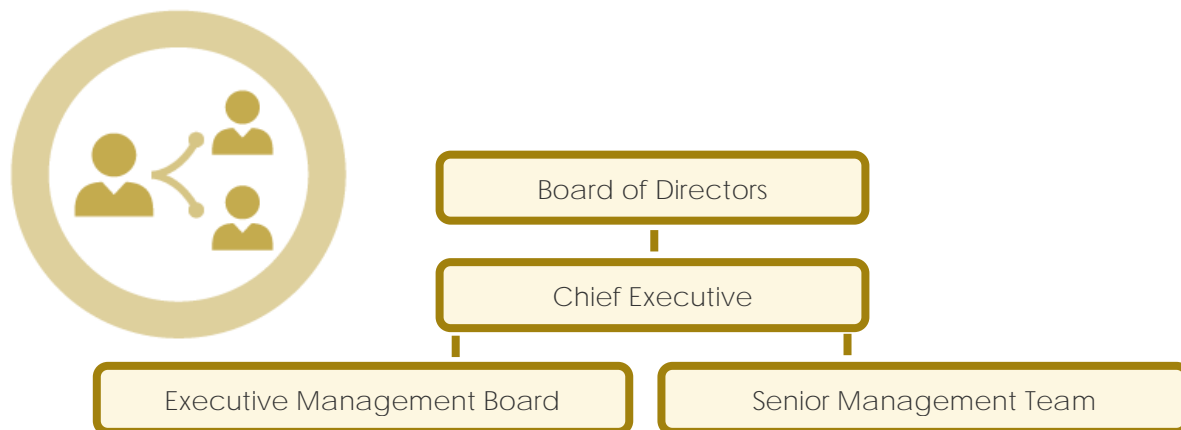 Board of Directors
Chief Executive
Executive Management Board
Senior Management Team